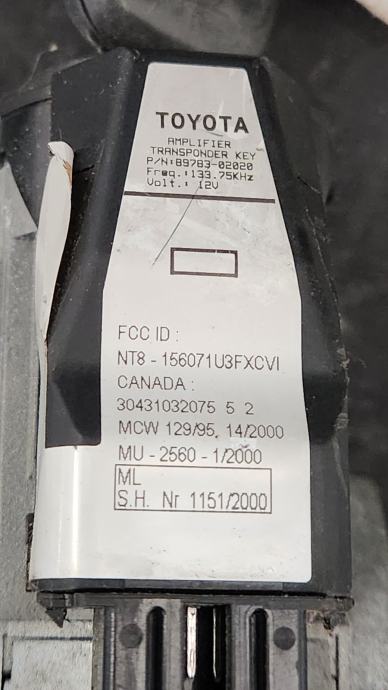 TOYOTA
AMPLIFIER
TRANSPONDER KEY
P/N:89783-02020
Freq.:133.75KHz
Volt.: 12V
FCC ID :
NT8 - 156071U3FXCVI
CANADA :
30431032075 5 2
MCW 129/95, 14/2000
MU - 2560 - 1/2000
ML
S.H. Nr 1151/2000